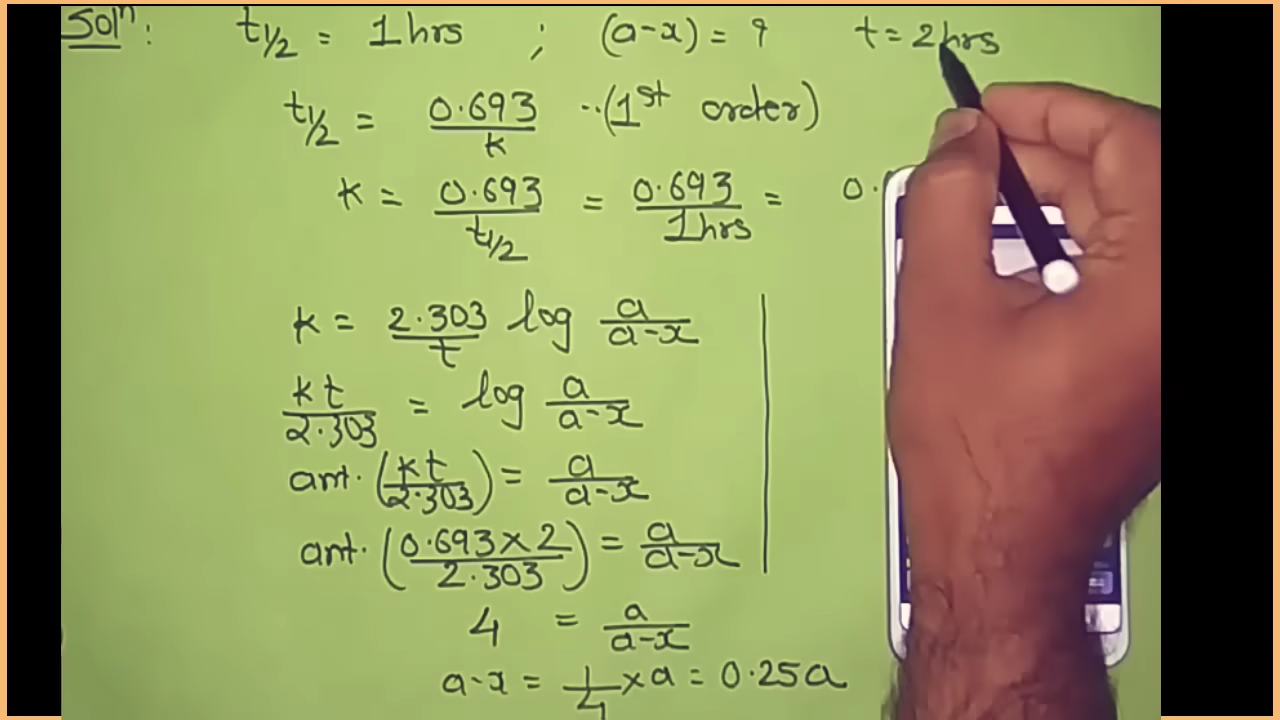 Solⁿ: t1/2 = 1 hrs ; (a-x) = ? t = 2 hrs
t1/2 = 0.693/k ··(1st order)
k = 0.693/t1/2 = 0.693/1hrs = 0.
k = 2.303/t log a/a-x
kt/2.303 = log a/a-x
ant. (kt/2.303) = a/a-x
ant. (0.693 × 2/2.303) = a/a-x
4 = a/a-x
a-x = 1/4 × a = 0.25a